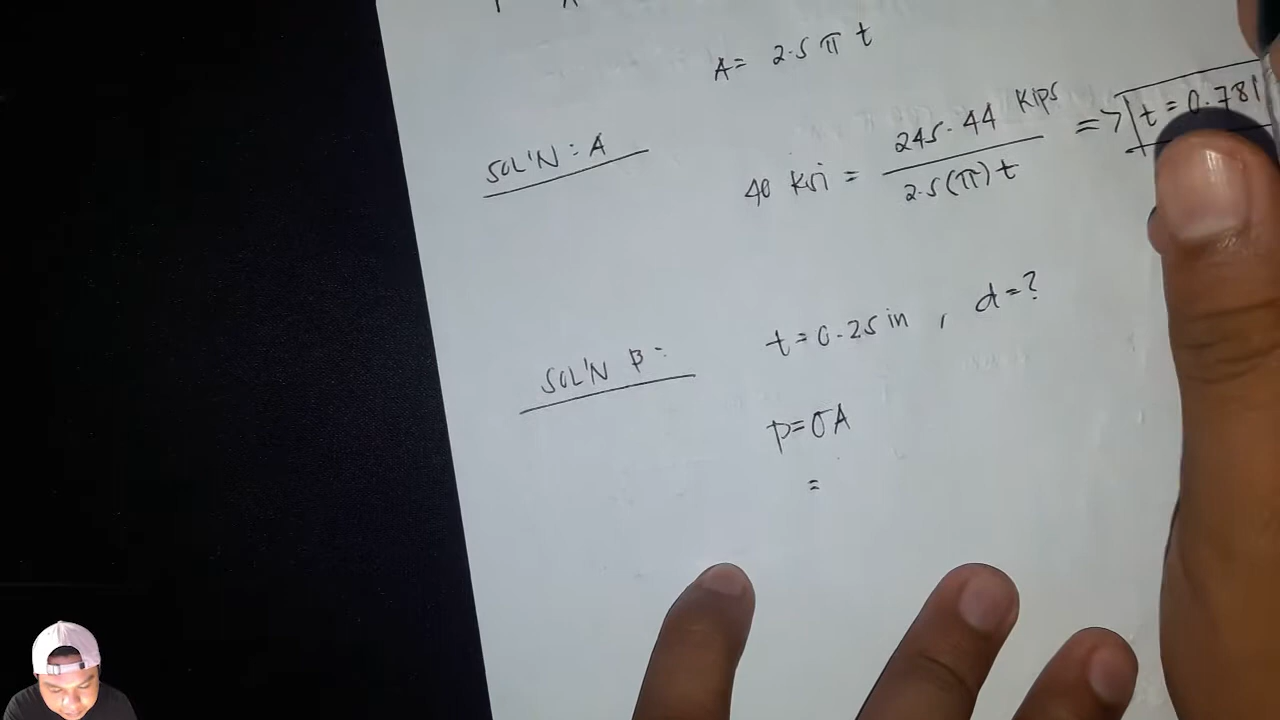 A = 2.5 π t
SOL'N : A
40 ksi = 245.44 kips / 2.5(π) t => t = 0.781
SOL'N B :
t = 0.25 in , d = ?
P = σA
=